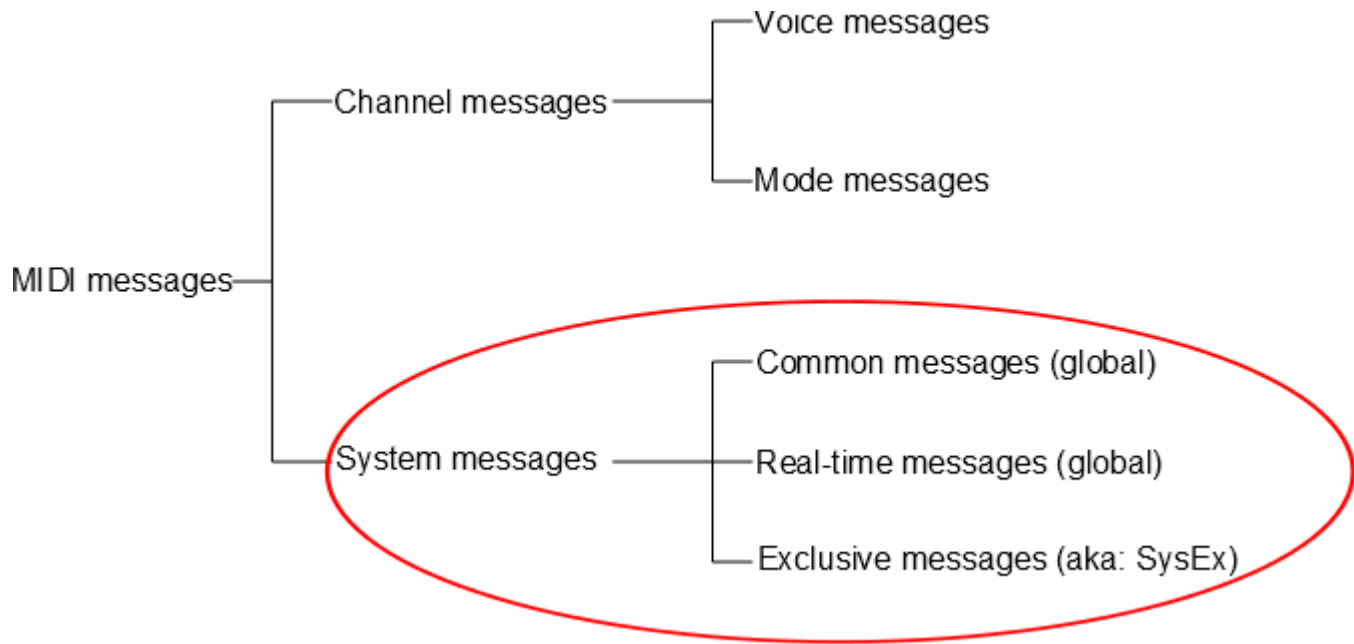 Voice messages
Channel messages
Mode messages
MIDI messages
Common messages (global)
System messages
Real-time messages (global)
Exclusive messages (aka: SysEx)